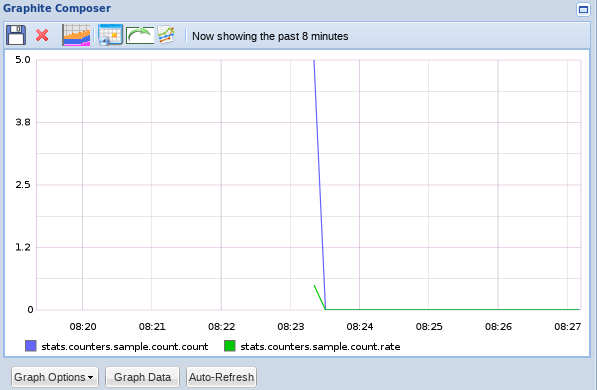 Graphite Composer
Now showing the past 8 minutes
5.0
3.8
2.5
1.2
0
08:20 08:21 08:22 08:23 08:24 08:25 08:26 08:27
stats.counters.sample.count.count stats.counters.sample.count.rate
Graph Options Graph Data Auto-Refresh